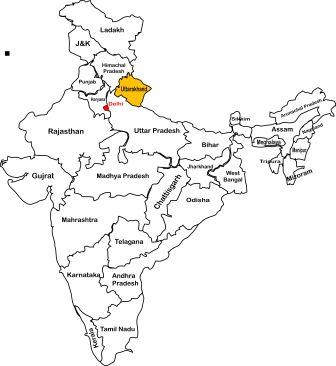 Ladakh
J&K
Himachal
Pradesh
Punjab
Uttarakhand
Haryana
Delhi
Rajasthan
Uttar Pradesh
Sikkim
Arunachal Pradesh
Assam
Nagaland
Bihar
Meghalaya
Manipur
Gujrat
Madhya Pradesh
Jharkhand
West
Bangal
Tripura
Mizoram
Chattisgarh
Odisha
Mahrashtra
Telagana
Karnataka
Andhra
Pradesh
Kerala
Tamil Nadu